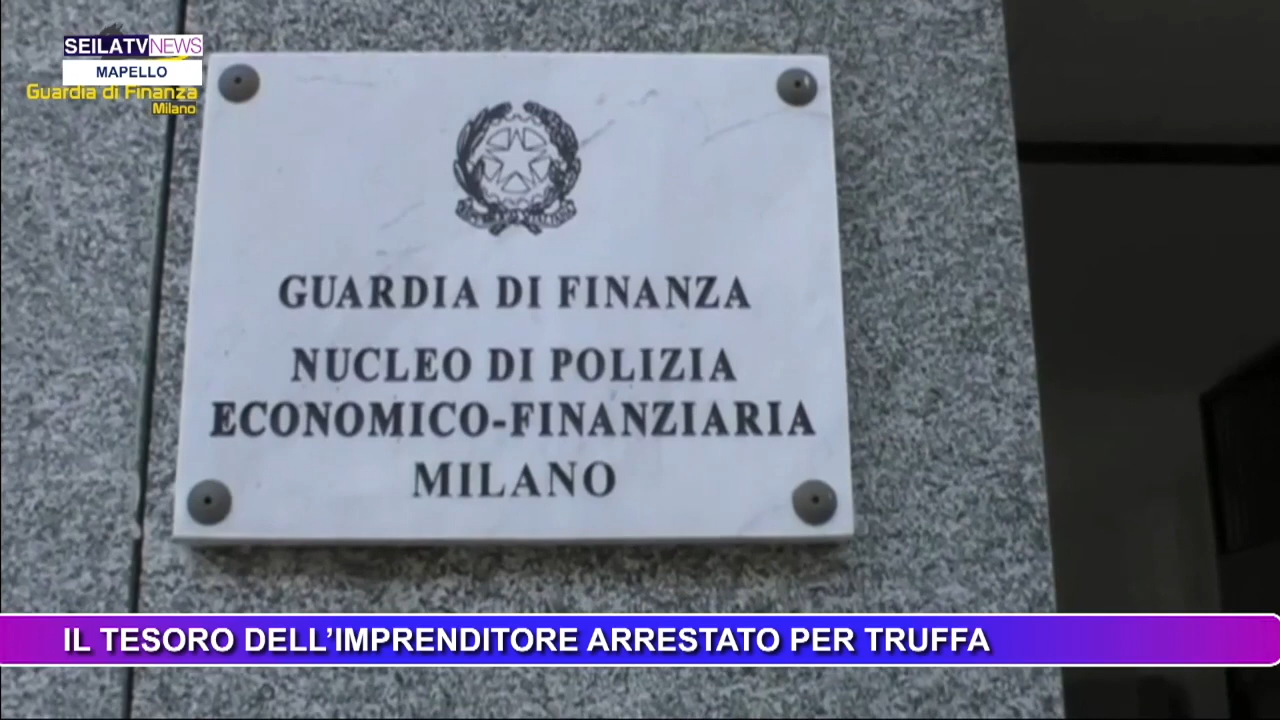 SEILATVNEWS
MAPELLO
Guardia di Finanza
Milano
GUARDIA DI FINANZA
NUCLEO DI POLIZIA
ECONOMICO-FINANZIARIA
MILANO
IL TESORO DELL’IMPRENDITORE ARRESTATO PER TRUFFA